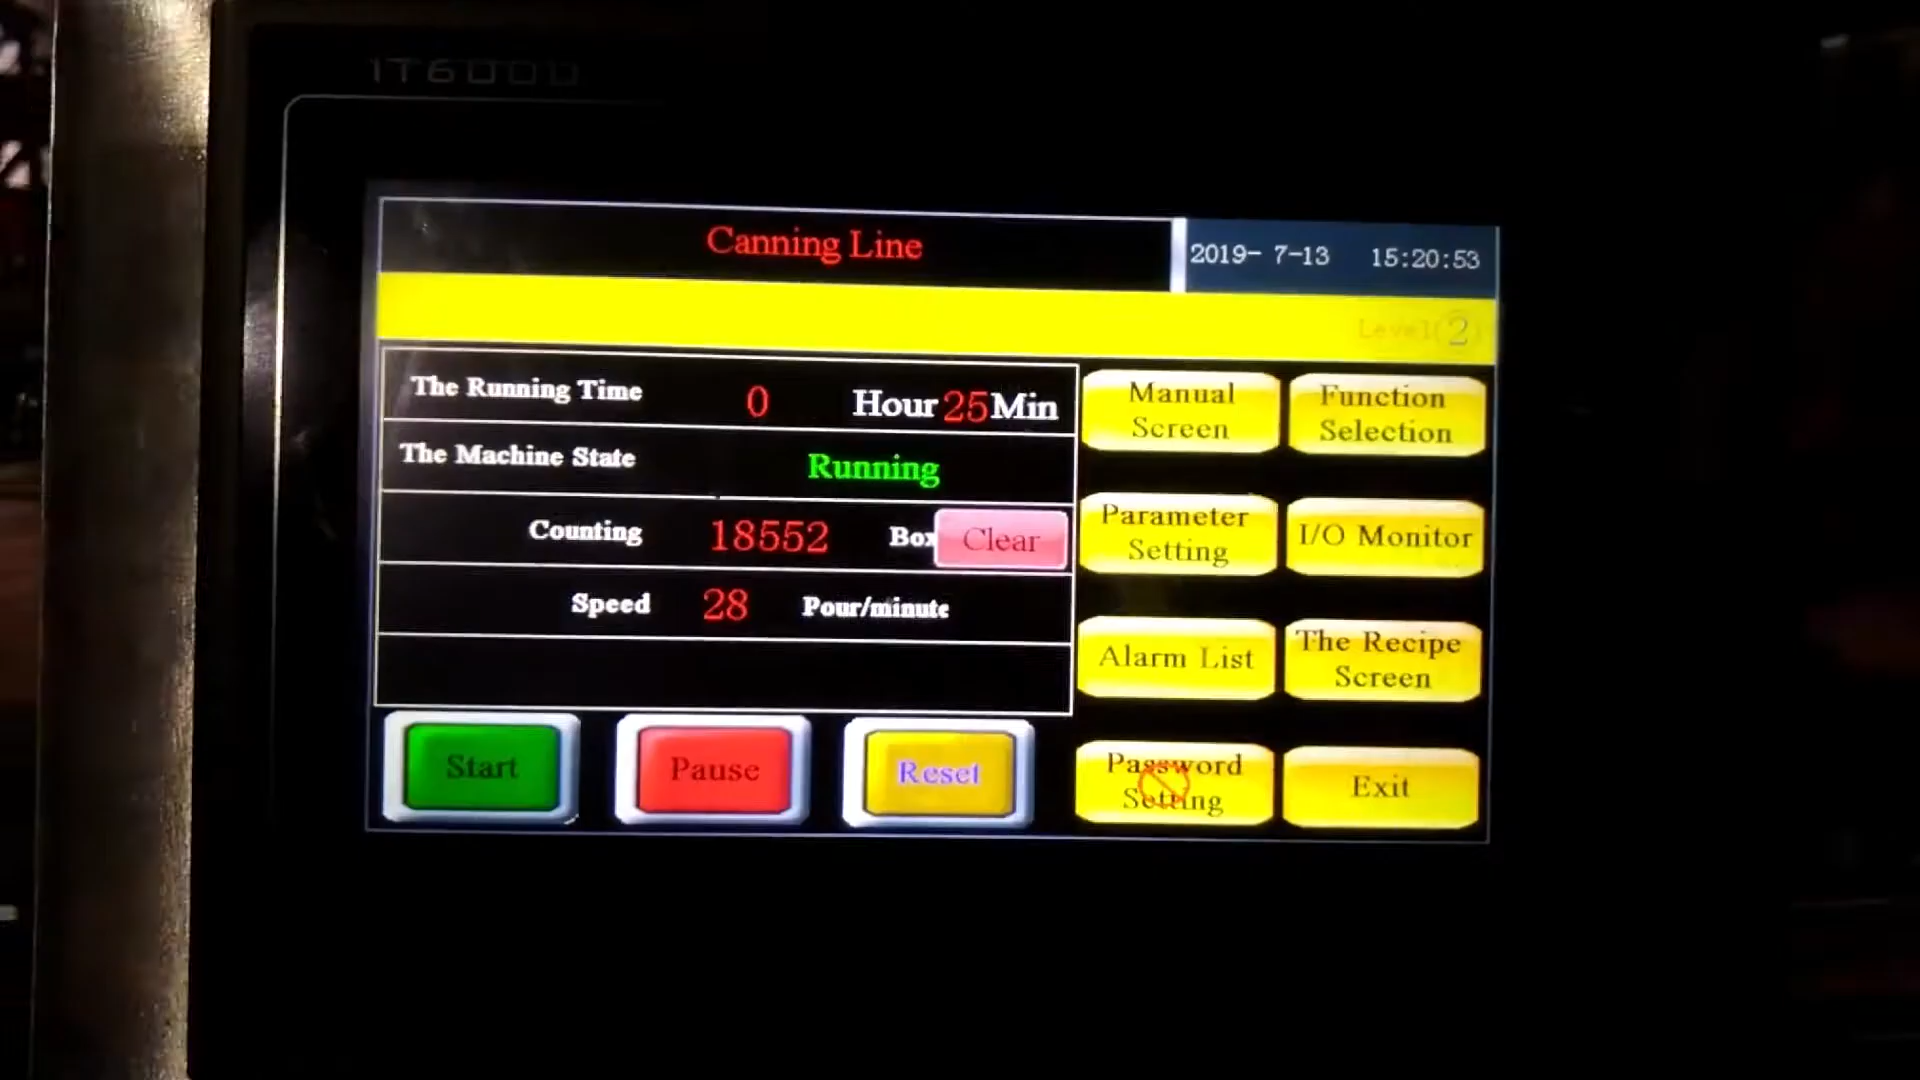 IT6000
Canning Line
2019- 7-13 15:20:53
Level(2)
The Running Time 0 Hour 25 Min
The Machine State Running
Counting 18552 Box Clear
Speed 28 Pour/minute
Manual
Screen
Function
Selection
Parameter
Setting
I/O Monitor
Alarm List
The Recipe
Screen
Start
Pause
Reset
Password
Setting
Exit